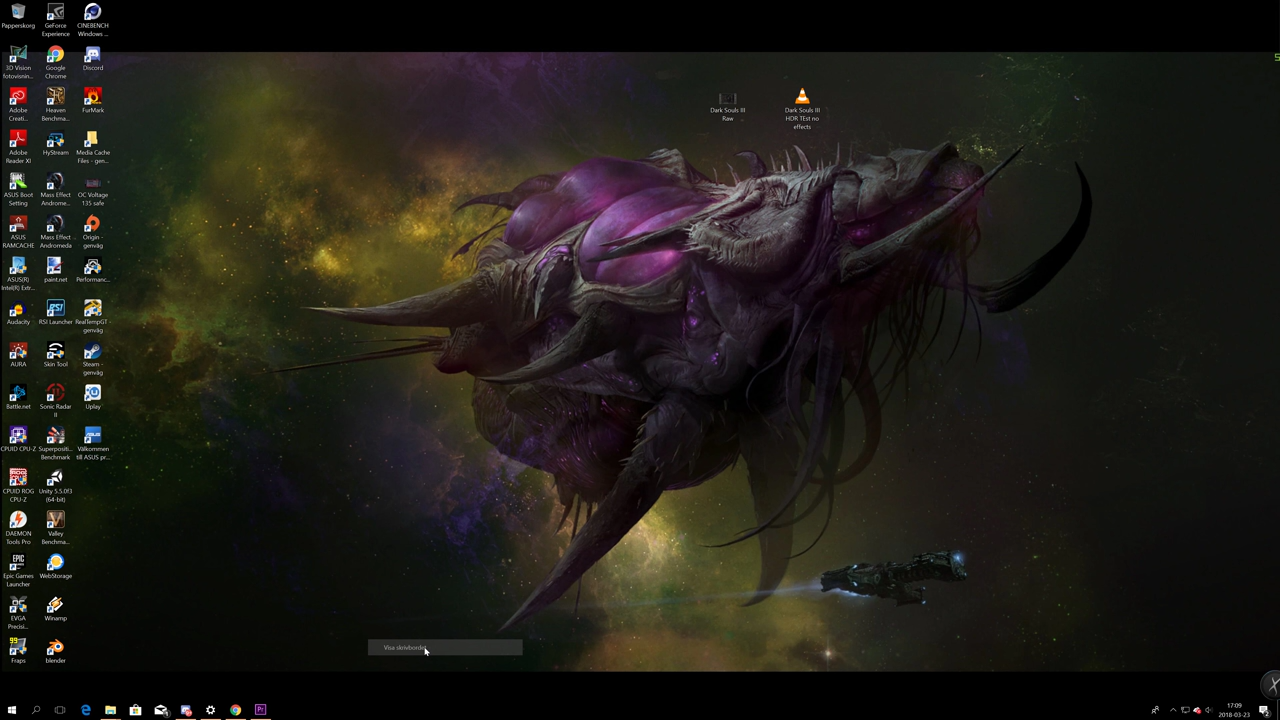 Papperskorg
GeForce
Experience
CINEBENCH
Windows ...
3D Vision
fotovisnin...
Google
Chrome
Discord
Adobe
Creati...
Heaven
Benchma...
FurMark
Adobe
Reader XI
HyStream
Media Cache
Files - gen...
ASUS Boot
Setting
Mass Effect
Androme...
OC Voltage
135 safe
ASUS
RAMCACHE
Mass Effect
Andromeda
Origin -
genväg
ASUS(R)
Intel(R) Extr...
paint.net
Performanc...
Audacity
RSI Launcher
RealTempGT -
genväg
AURA
Skin Tool
Steam -
genväg
Battle.net
Sonic Radar
II
Uplay
CPUID CPU-Z
Superpositi...
Benchmark
Välkommen
till ASUS pr...
CPUID ROG
CPU-Z
Unity 5.5.0f3
(64-bit)
DAEMON
Tools Pro
Valley
Benchma...
Epic Games
Launcher
WebStorage
EVGA
Precisi...
Winamp
Fraps
blender
Dark Souls III
Raw ...
Dark Souls III
HDR TEst no
effects
Visa skrivbordet
17:09
2018-03-23